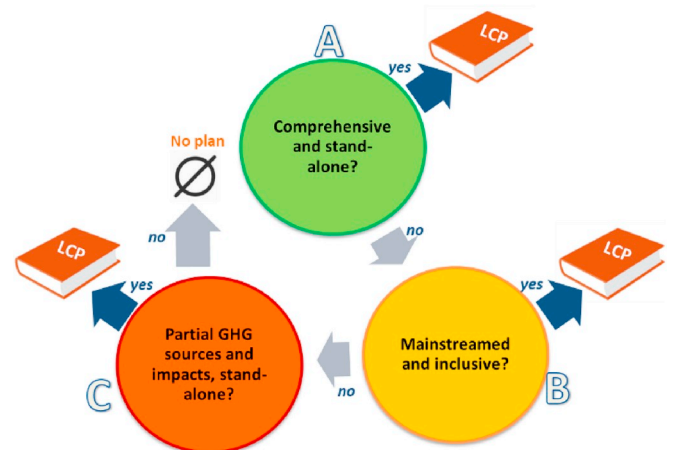 A
LCP
yes
Comprehensive
and stand-
alone?
No plan
no
no
LCP
yes
Partial GHG
sources and
impacts, stand-
alone?
C
no
Mainstreamed
and inclusive?
B
yes
LCP